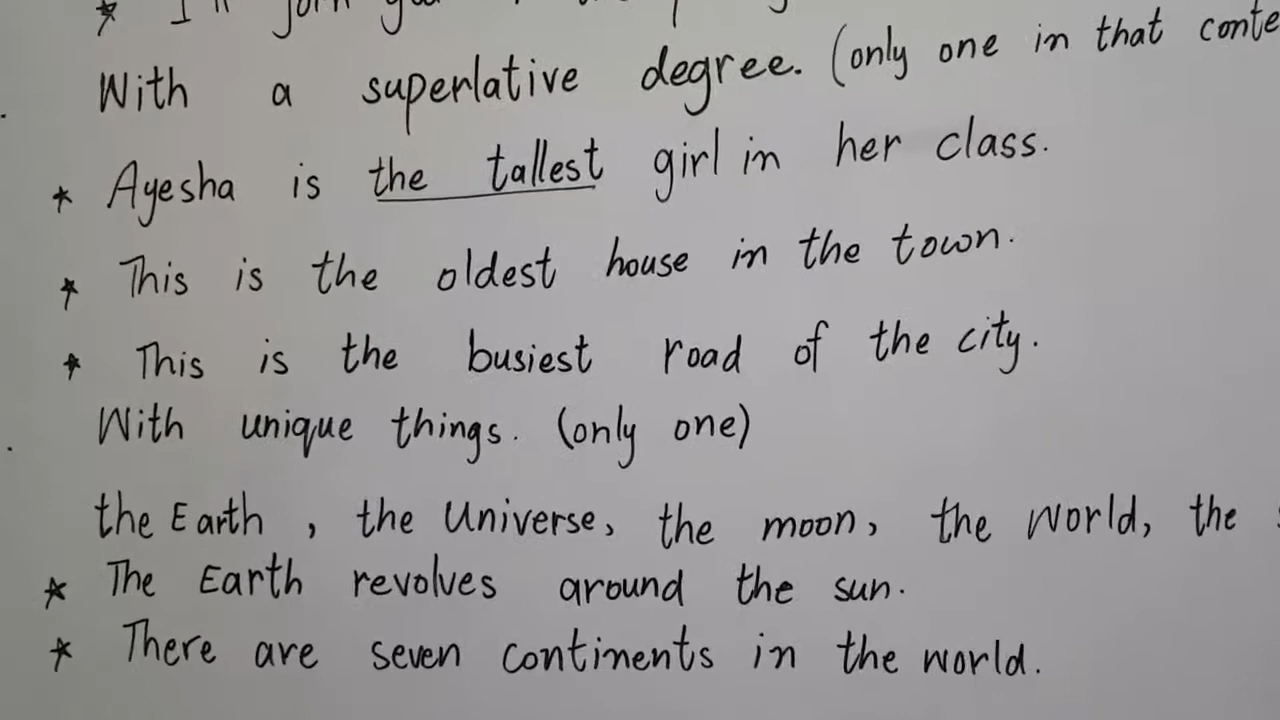 * I'll join you
With a superlative degree. (only one in that conte
* Ayesha is the tallest girl in her class.
* This is the oldest house in the town.
* This is the busiest road of the city.
With unique things. (only one)
the Earth, the Universe, the moon, the world, the
* The Earth revolves around the sun.
* There are seven continents in the world.